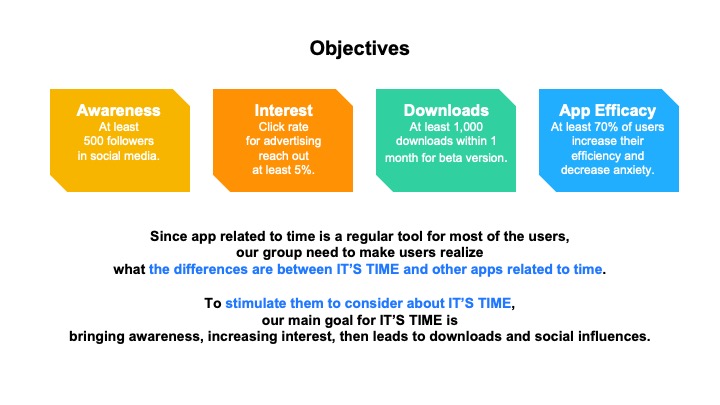 Objectives
Awareness
At least
500 followers
in social media.
Interest
Click rate
for advertising
reach out
at least 5%.
Downloads
At least 1,000
downloads within 1
month for beta version.
App Efficacy
At least 70% of users
increase their
efficiency and
decrease anxiety.
Since app related to time is a regular tool for most of the users,
our group need to make users realize
what the differences are between IT’S TIME and other apps related to time.
To stimulate them to consider about IT’S TIME,
our main goal for IT’S TIME is
bringing awareness, increasing interest, then leads to downloads and social influences.